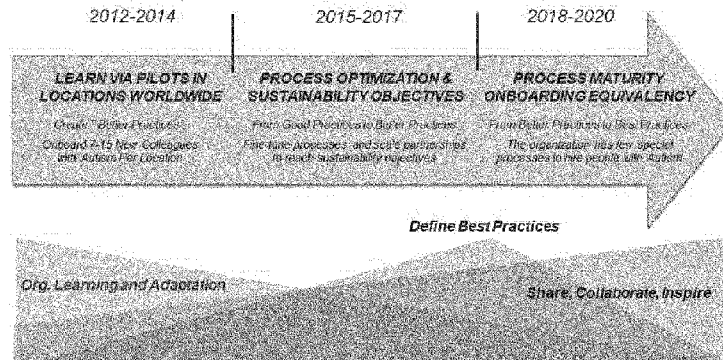 2012-2014
2015-2017
2018-2020
LEARN VIA PILOTS IN
LOCATIONS WORLDWIDE
PROCESS OPTIMIZATION &
SUSTAINABILITY OBJECTIVES
PROCESS MATURITY
ONBOARDING EQUIVALENCY
Create "Better Practices"
From Good Practices to Better Practices
From Better Practices to Best Practices
Onboard 7-15 New Colleagues
with Autism Per Location
Fine-tune processes and scale partnerships
to reach sustainability objectives
The organization has few special
processes to hire people with Autism
Define Best Practices
Org. Learning and Adaptation
Share, Collaborate, Inspire